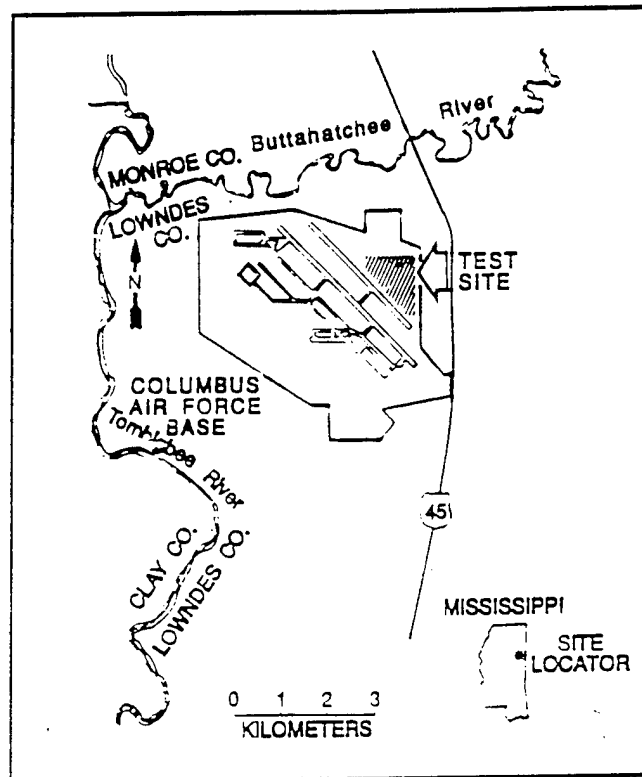 River
Buttahatchee
MONROE CO.
LOWNDES
CO.
N
TEST
SITE
COLUMBUS
AIR FORCE
BASE
River
45
CLAY CO.
LOWNDES CO.
MISSISSIPPI
SITE
LOCATOR
0 1 2 3
KILOMETERS